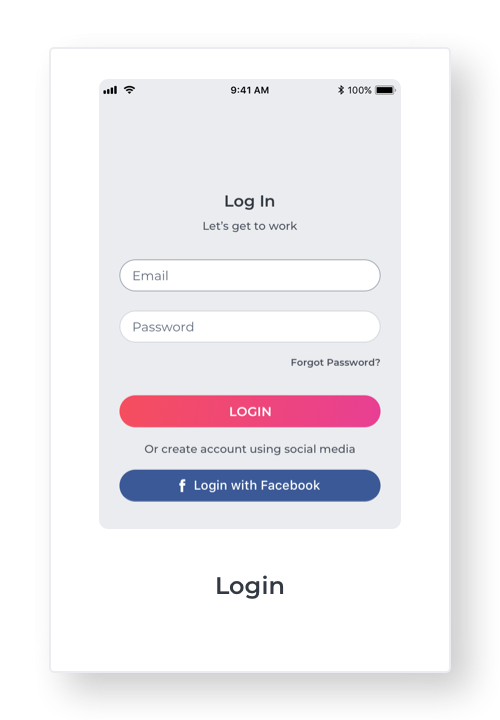 9:41 AM
100%
Log In
Let's get to work
Email
Password
Forgot Password?
LOGIN
Or create account using social media
f Login with Facebook
Login